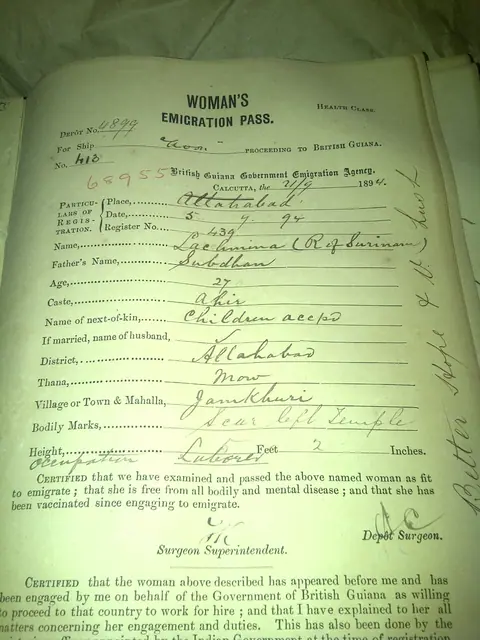 WOMAN'S
EMIGRATION PASS.
HEALTH CLASS.
DEPÔT No. 4899
For Ship "Avon" PROCEEDING TO BRITISH GUIANA.
No. 413
68955
British Guiana Government Emigration Agency.
CALCUTTA, the 21/9 1894.
PARTICULARS OF REGISTRATION.
Place, Allahabad
Date, 5 7 94
Register No. 439
Name, Lachminia (R of Surinam)
Father's Name, Subdhan
Age, 27
Caste, Ahir
Name of next-of-kin, Children accpd
If married, name of husband,
District, Allahabad
Thana, Mow
Village or Town & Mahalla, Jamkhuri
Bodily Marks, Scar left Temple
Height, Feet 2 Inches.
Occupation Laborer
CERTIFIED that we have examined and passed the above named woman as fit
to emigrate ; that she is free from all bodily and mental disease ; and that she has
been vaccinated since engaging to emigrate.
Depôt Surgeon.
Surgeon Superintendent.
CERTIFIED that the woman above described has appeared before me and has
been engaged by me on behalf of the Government of British Guiana as willing
to proceed to that country to work for hire ; and that I have explained to her all
matters concerning her engagement and duties. This has also been done by the
Better Hope &